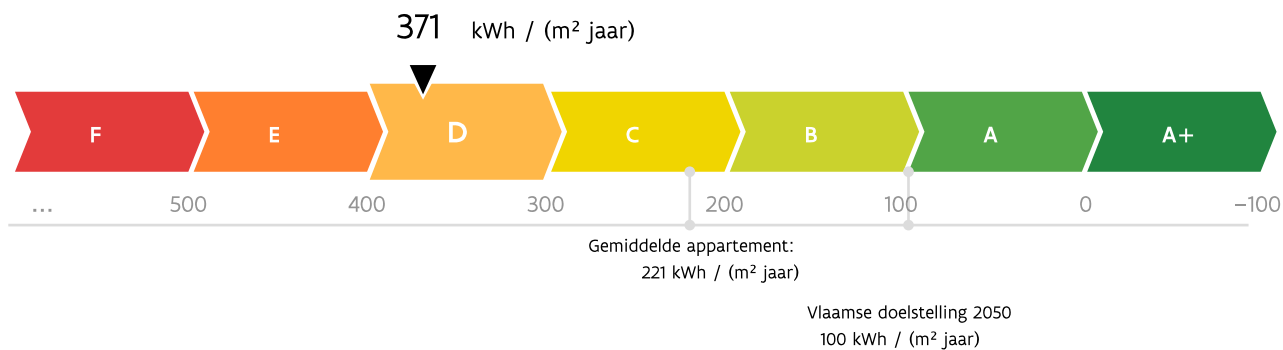 371 kWh / (m² jaar)
F E D C B A A+
... 500 400 300 200 100 0 –100
Gemiddelde appartement:
221 kWh / (m² jaar)
Vlaamse doelstelling 2050
100 kWh / (m² jaar)